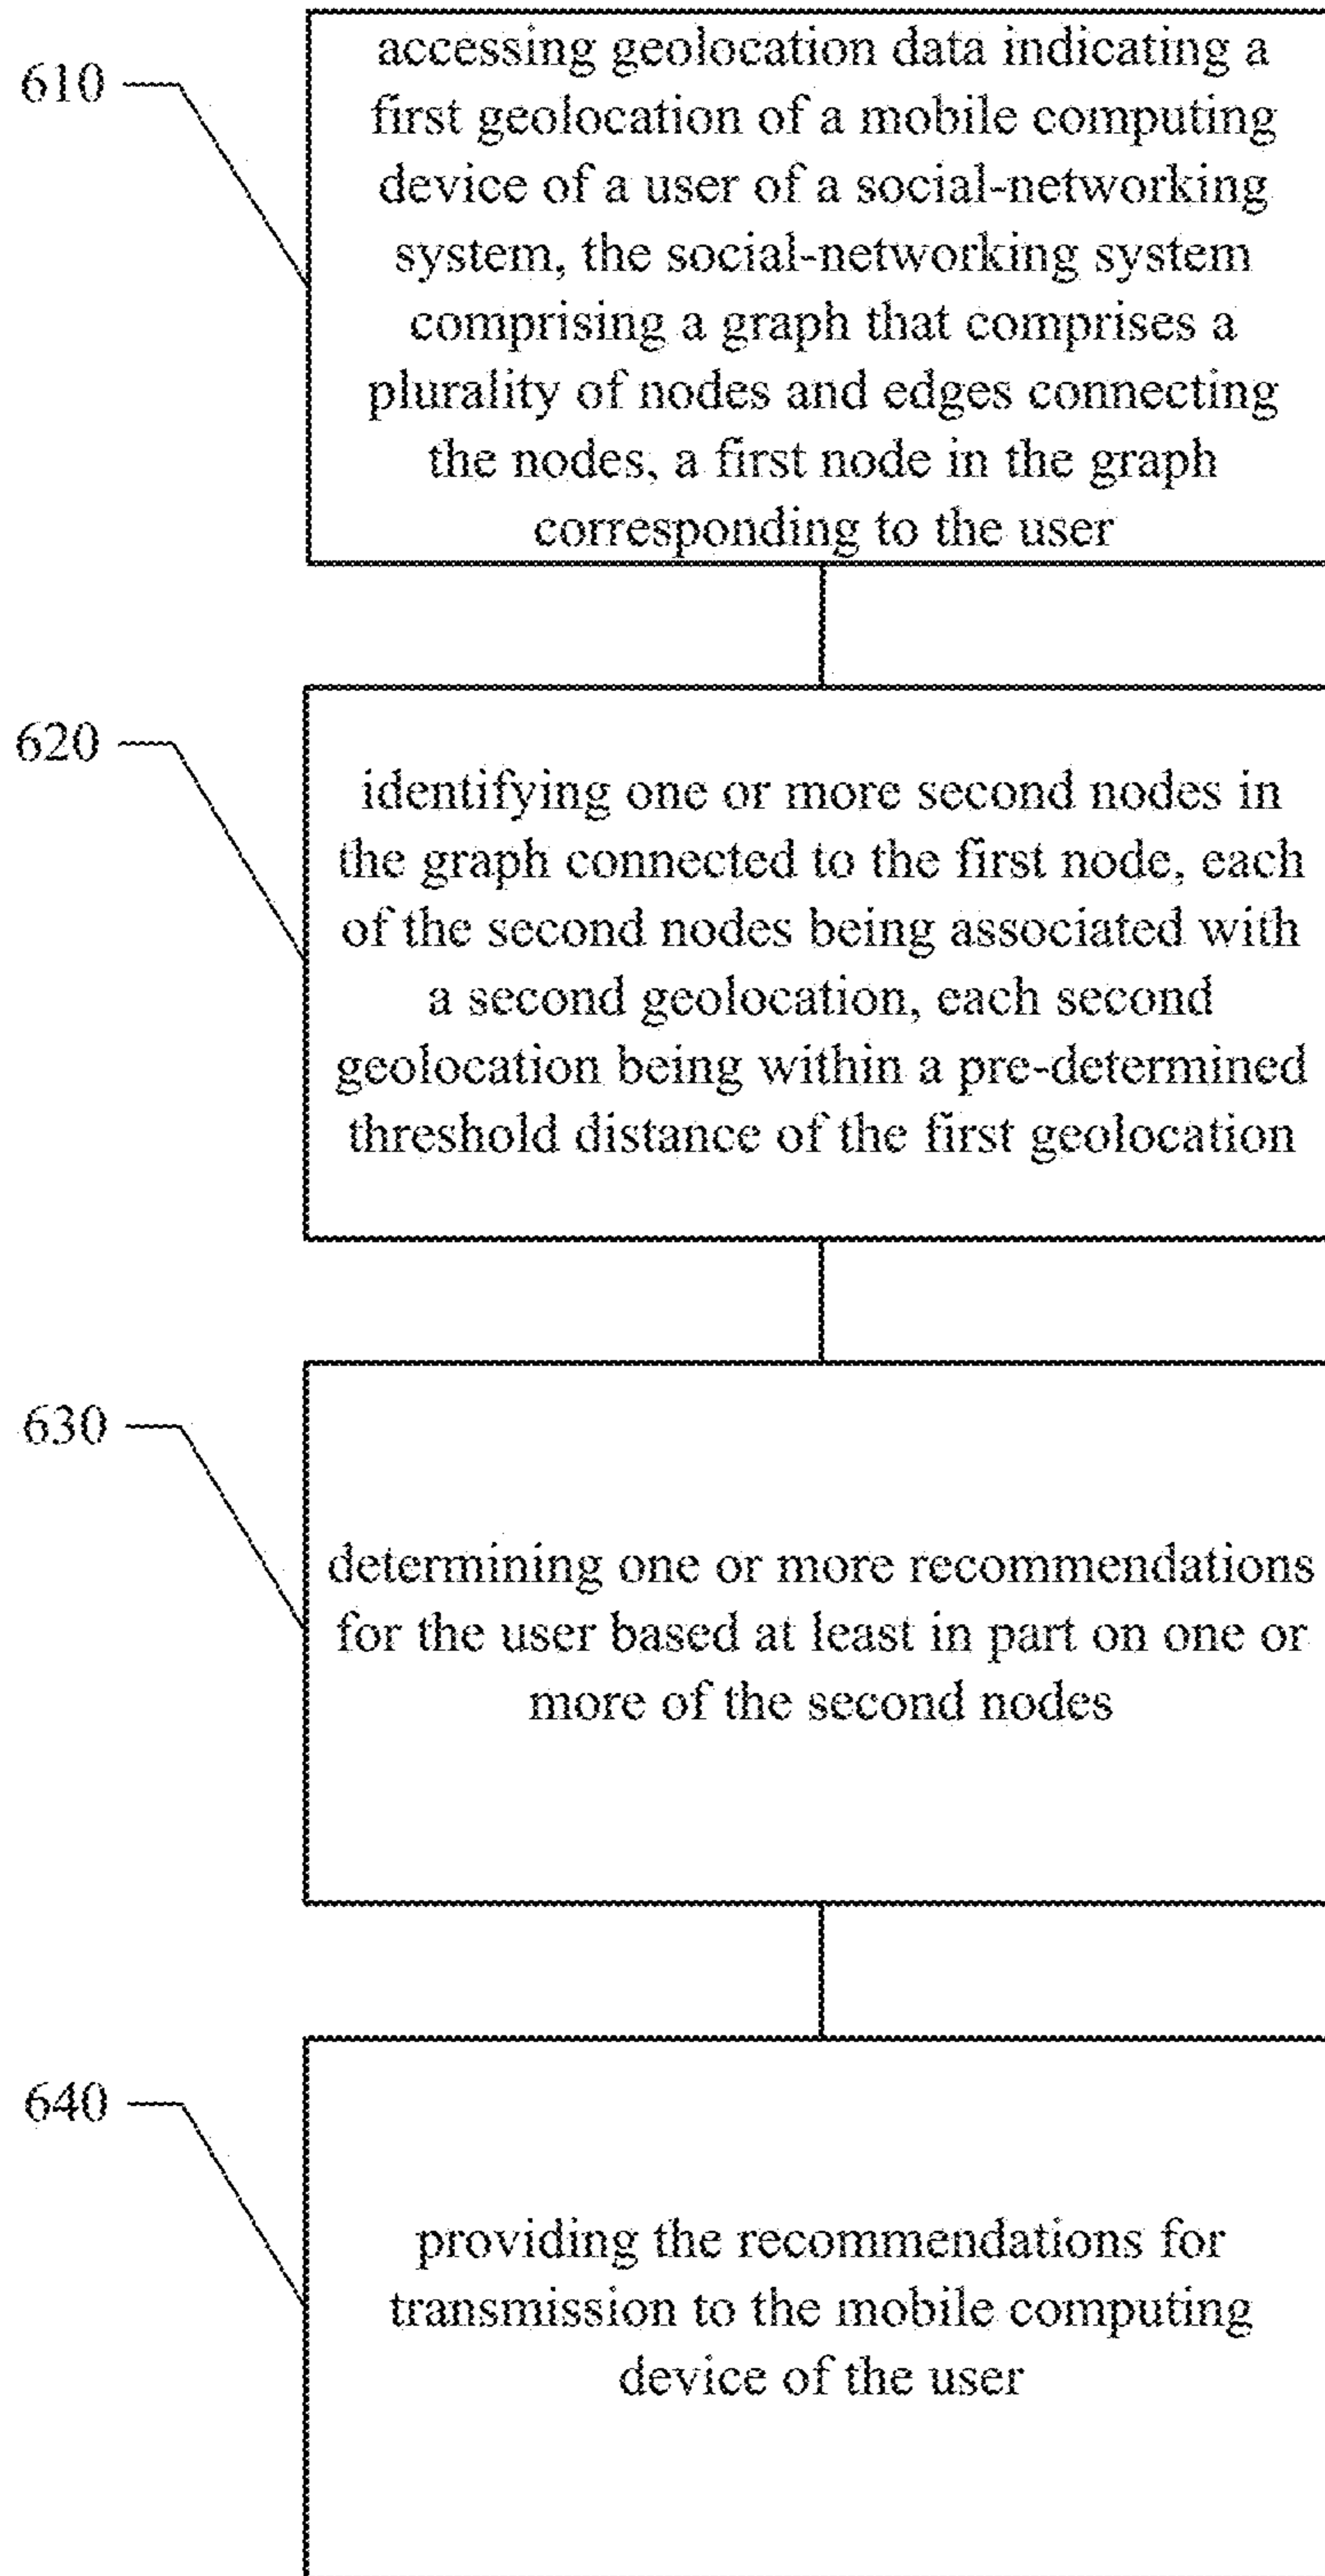 610
accessing geolocation data indicating a
first geolocation of a mobile computing
device of a user of a social-networking
system, the social-networking system
comprising a graph that comprises a
plurality of nodes and edges connecting
the nodes, a first node in the graph
corresponding to the user
620
identifying one or more second nodes in
the graph connected to the first node, each
of the second nodes being associated with
a second geolocation, each second
geolocation being within a pre-determined
threshold distance of the first geolocation
630
determining one or more recommendations
for the user based at least in part on one or
more of the second nodes
640
providing the recommendations for
transmission to the mobile computing
device of the user